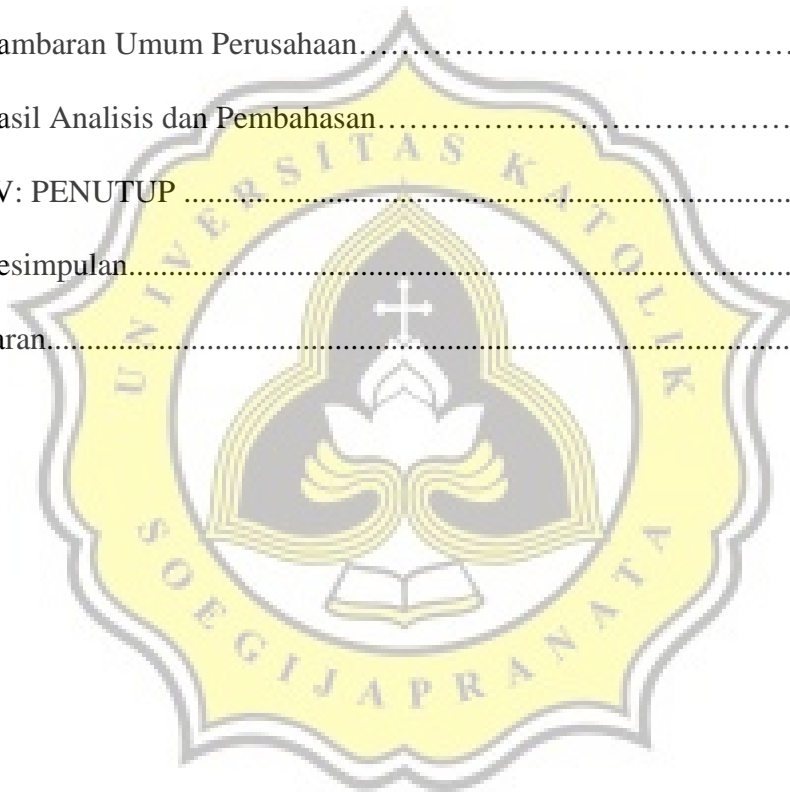 ambaran Umum Perusahaan……………………………………
asil Analisis dan Pembahasan……………………………………
V: PENUTUP ...........................................................................
esimpulan..................................................................................
aran............................................................................................
UNIVERSITAS KATOLIK
SOEGIJAPRANATA